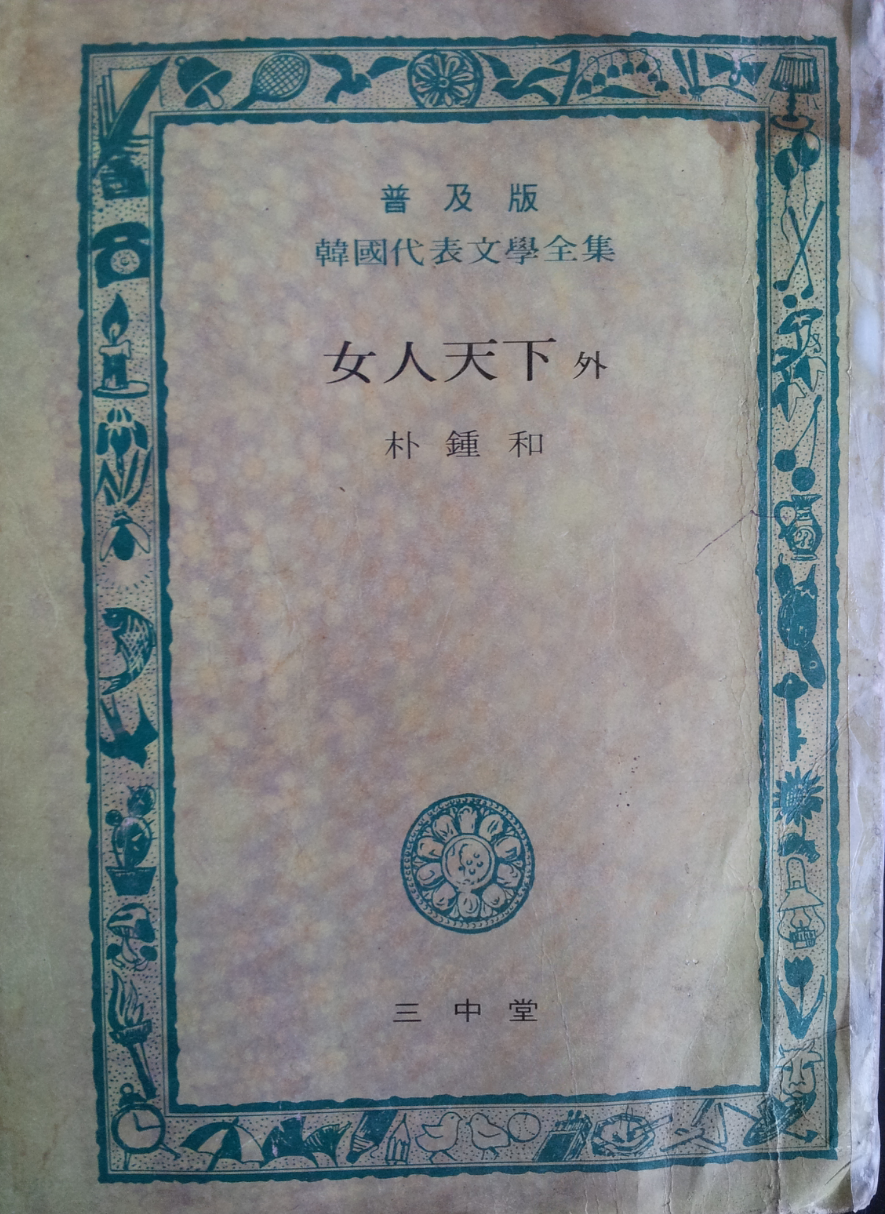 普及版
韓國代表文學全集
女人天下 外
朴鍾和
三中堂